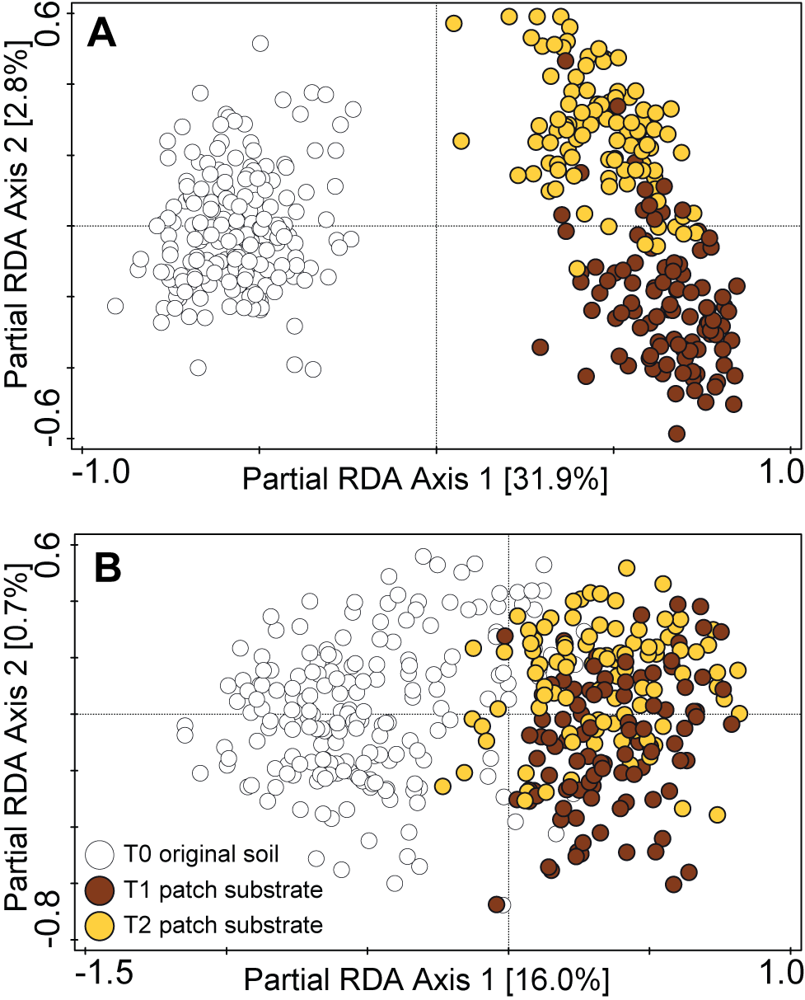 A
0.6
Partial RDA Axis 2 [2.8%]
-0.6
-1.0
Partial RDA Axis 1 [31.9%]
1.0
B
0.6
Partial RDA Axis 2 [0.7%]
-0.8
T0 original soil
T1 patch substrate
T2 patch substrate
-1.5
Partial RDA Axis 1 [16.0%]
1.0